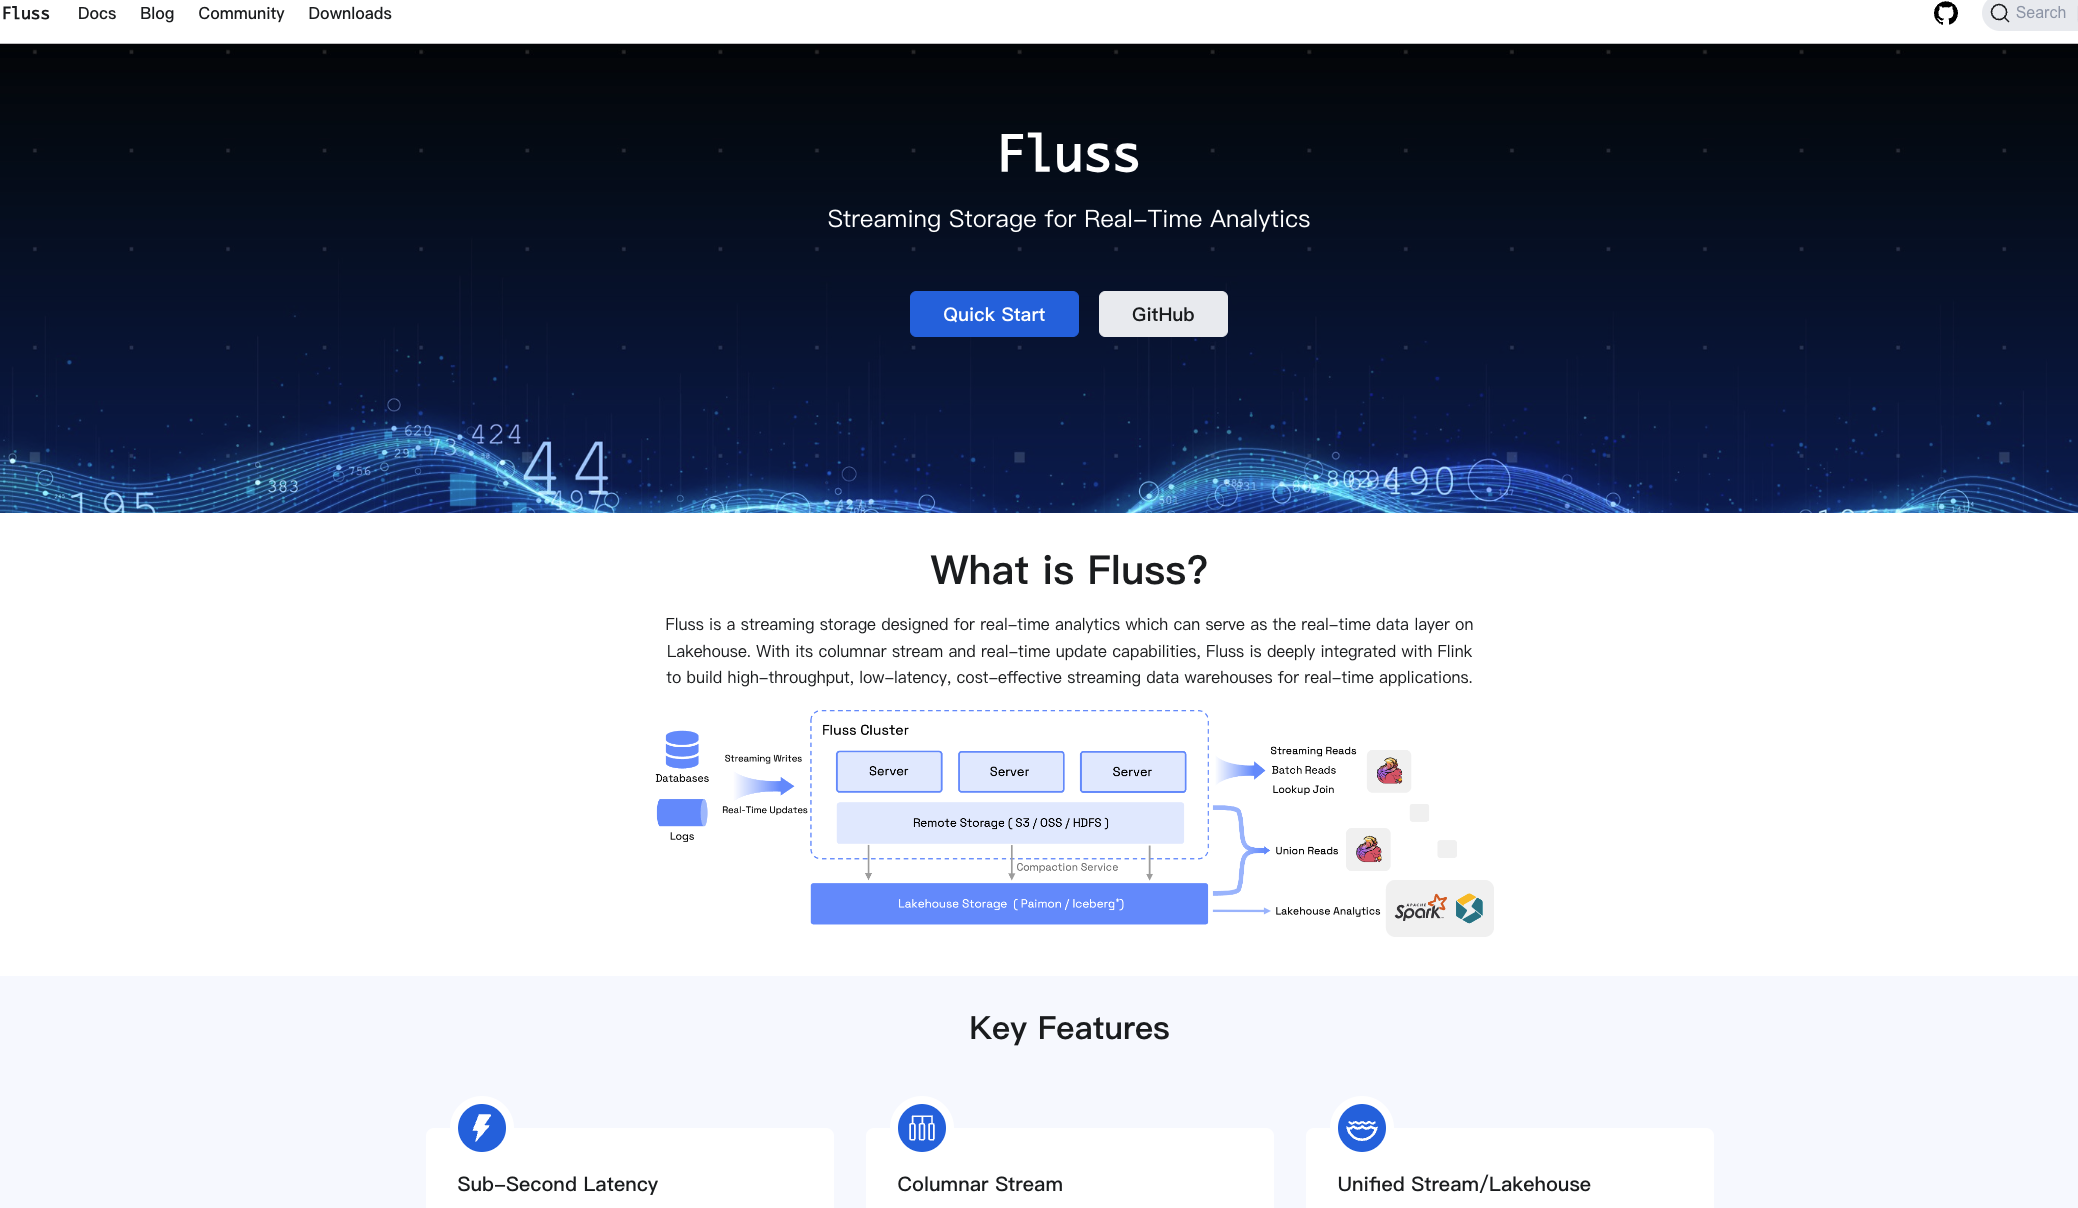 Fluss Docs Blog Community Downloads Search
Fluss
Streaming Storage for Real-Time Analytics
Quick Start GitHub
620
424
73
29
44
756
383
497
195
490
What is Fluss?
Fluss is a streaming storage designed for real-time analytics which can serve as the real-time data layer on
Lakehouse. With its columnar stream and real-time update capabilities, Fluss is deeply integrated with Flink
to build high-throughput, low-latency, cost-effective streaming data warehouses for real-time applications.
Databases
Logs
Streaming Writes
Real-Time Updates
Fluss Cluster
Server Server Server
Remote Storage ( S3 / OSS / HDFS )
Compaction Service
Lakehouse Storage ( Paimon / Iceberg*)
Streaming Reads
Batch Reads
Lookup Join
Union Reads
Lakehouse Analytics
APACHE
Spark
Key Features
Sub-Second Latency
Columnar Stream
Unified Stream/Lakehouse